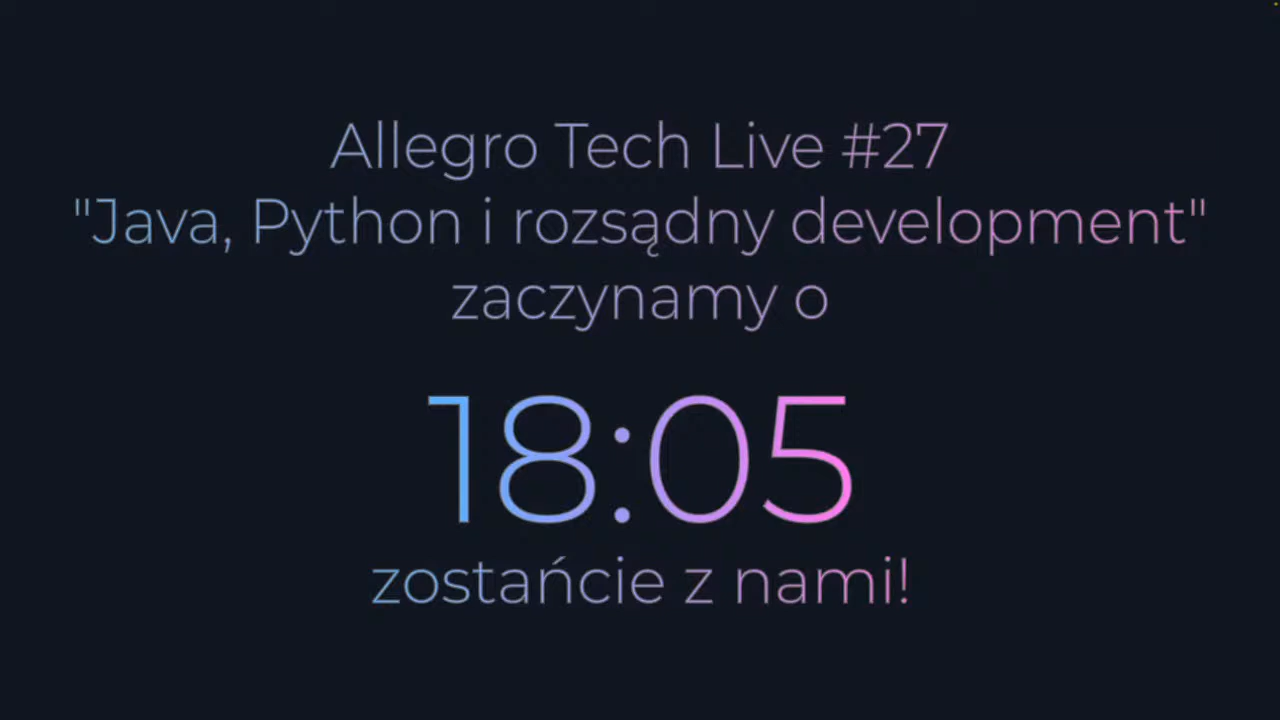 Allegro Tech Live #27
"Java, Python i rozsądny development"
zaczynamy o
18:05
zostańcie z nami!